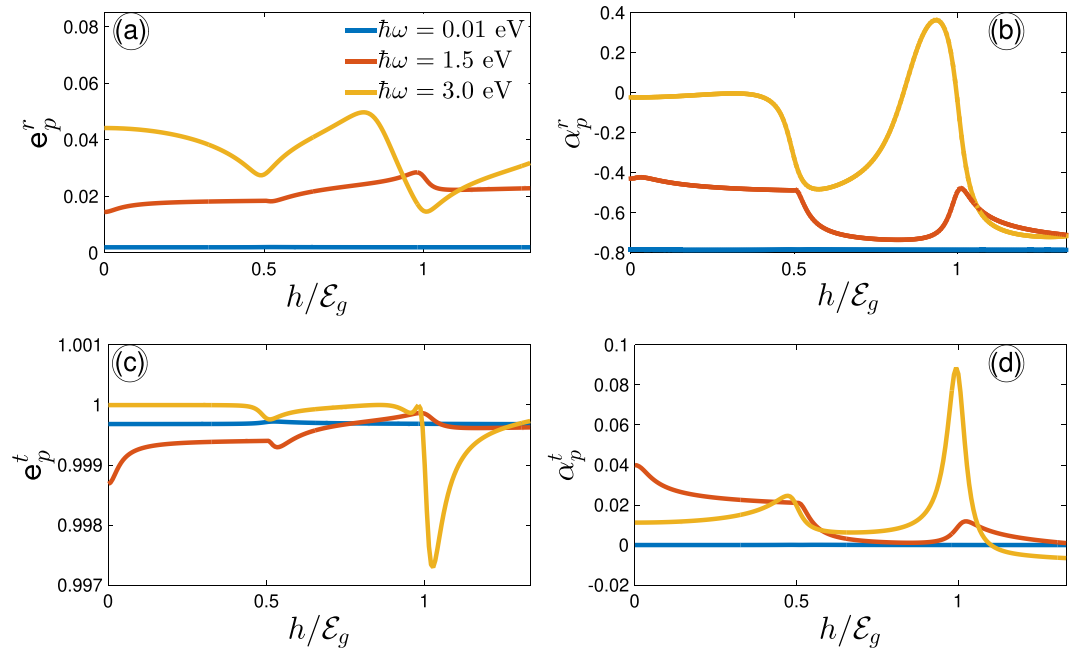 (a)
ħω = 0.01 eV
ħω = 1.5 eV
ħω = 3.0 eV
0.08
0.06
0.04
0.02
0
e_p^r
0 0.5 1
h/ℰ_g
(b)
0.2
0
-0.2
-0.4
-0.6
-0.8
α_p^r
0 0.5 1
h/ℰ_g
(c)
1.001
1
0.999
0.998
0.997
e_p^t
0 0.5 1
h/ℰ_g
(d)
0.1
0.08
0.06
0.04
0.02
0
-0.02
α_p^t
0 0.5 1
h/ℰ_g